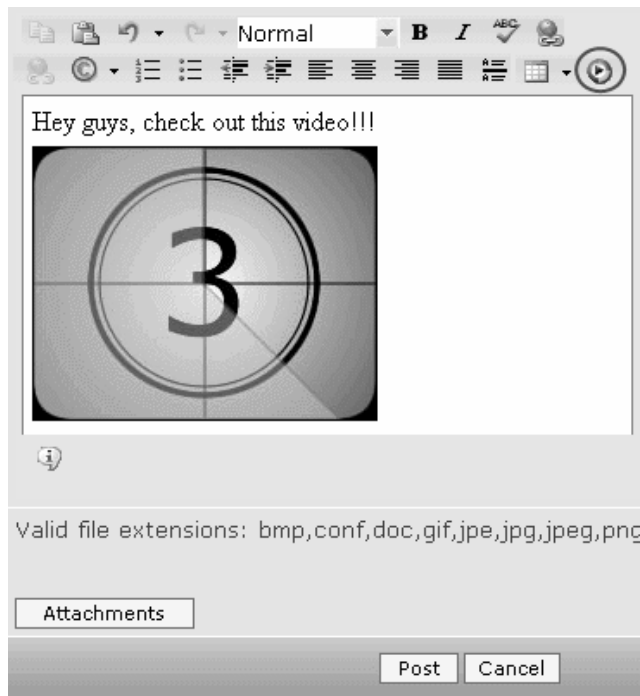 Normal B I ABC
Hey guys, check out this video!!!
3
Valid file extensions: bmp,conf,doc,gif,jpe,jpg,jpeg,png
Attachments
Post Cancel